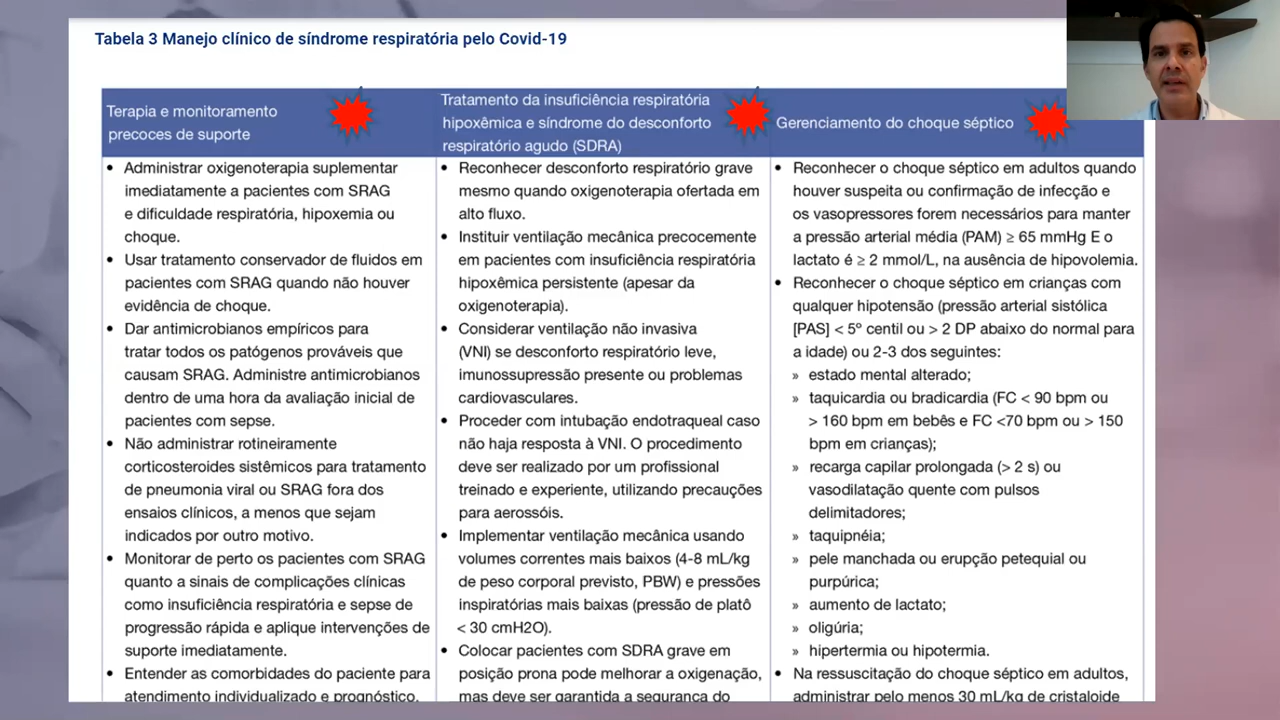 Tabela 3 Manejo clínico de síndrome respiratória pelo Covid-19
Terapia e monitoramento
precoces de suporte
Tratamento da insuficiência respiratória
hipoxêmica e síndrome do desconforto
respiratório agudo (SDRA)
Gerenciamento do choque séptico
• Administrar oxigenoterapia suplementar
imediatamente a pacientes com SRAG
e dificuldade respiratória, hipoxemia ou
choque.
• Usar tratamento conservador de fluidos em
pacientes com SRAG quando não houver
evidência de choque.
• Dar antimicrobianos empíricos para
tratar todos os patógenos prováveis que
causam SRAG. Administre antimicrobianos
dentro de uma hora da avaliação inicial de
pacientes com sepse.
• Não administrar rotineiramente
corticosteroides sistêmicos para tratamento
de pneumonia viral ou SRAG fora dos
ensaios clínicos, a menos que sejam
indicados por outro motivo.
• Monitorar de perto os pacientes com SRAG
quanto a sinais de complicações clínicas
como insuficiência respiratória e sepse de
progressão rápida e aplique intervenções de
suporte imediatamente.
• Entender as comorbidades do paciente para
atendimento individualizado e prognóstico.
• Reconhecer desconforto respiratório grave
mesmo quando oxigenoterapia ofertada em
alto fluxo.
• Instituir ventilação mecânica precocemente
em pacientes com insuficiência respiratória
hipoxêmica persistente (apesar da
oxigenoterapia).
• Considerar ventilação não invasiva
(VNI) se desconforto respiratório leve,
imunossupressão presente ou problemas
cardiovasculares.
• Proceder com intubação endotraqueal caso
não haja resposta à VNI. O procedimento
deve ser realizado por um profissional
treinado e experiente, utilizando precauções
para aerossóis.
• Implementar ventilação mecânica usando
volumes correntes mais baixos (4-8 mL/kg
de peso corporal previsto, PBW) e pressões
inspiratórias mais baixas (pressão de platô
< 30 cmH2O).
• Colocar pacientes com SDRA grave em
posição prona pode melhorar a oxigenação,
mas deve ser garantida a segurança do
• Reconhecer o choque séptico em adultos quando
houver suspeita ou confirmação de infecção e
os vasopressores forem necessários para manter
a pressão arterial média (PAM) ≥ 65 mmHg E o
lactato é ≥ 2 mmol/L, na ausência de hipovolemia.
• Reconhecer o choque séptico em crianças com
qualquer hipotensão (pressão arterial sistólica
[PAS] < 5º centil ou > 2 DP abaixo do normal para
a idade) ou 2-3 dos seguintes:
» estado mental alterado;
» taquicardia ou bradicardia (FC < 90 bpm ou
> 160 bpm em bebês e FC <70 bpm ou > 150
bpm em crianças);
» recarga capilar prolongada (> 2 s) ou
vasodilatação quente com pulsos
delimitadores;
» taquipnéia;
» pele manchada ou erupção petequial ou
purpúrica;
» aumento de lactato;
» oligúria;
» hipertermia ou hipotermia.
• Na ressuscitação do choque séptico em adultos,
administrar pelo menos 30 mL/kg de cristaloide